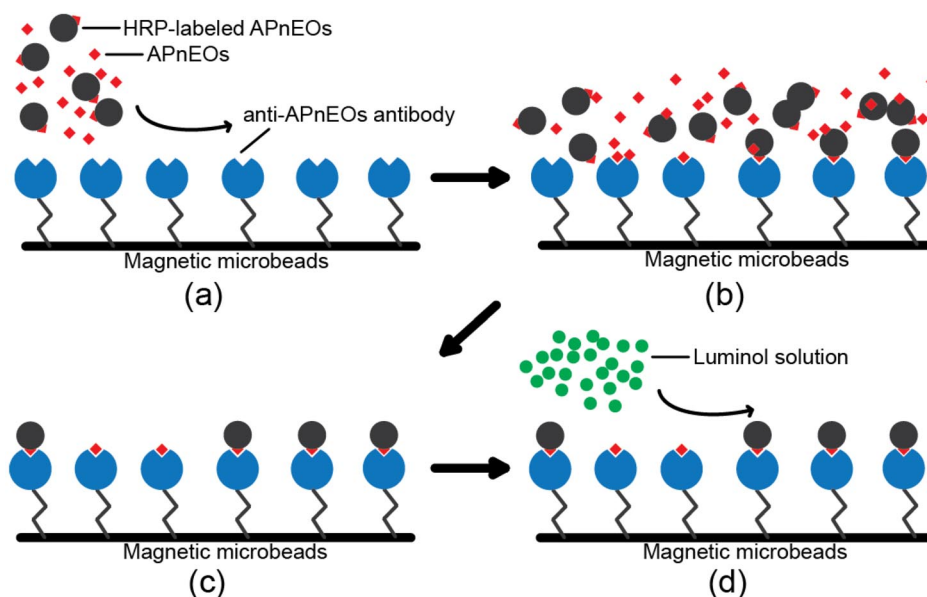 HRP-labeled APnEOs
APnEOs
anti-APnEOs antibody
Magnetic microbeads
(a)
Magnetic microbeads
(b)
Luminol solution
Magnetic microbeads
(c)
Magnetic microbeads
(d)